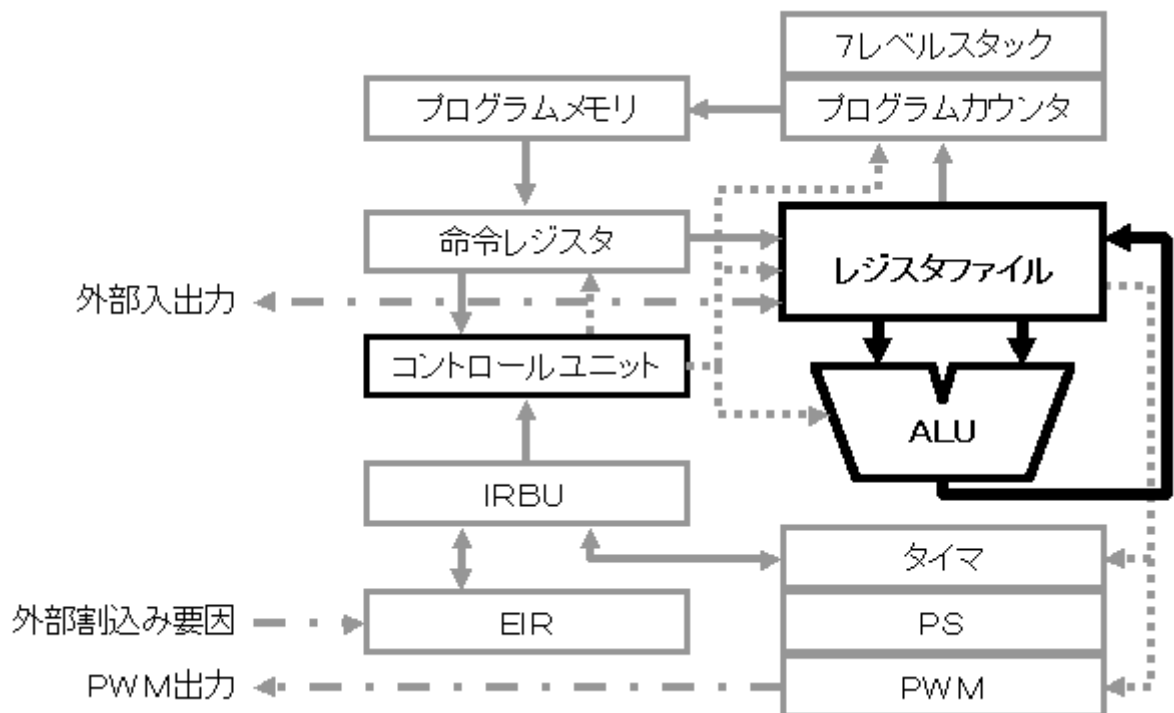 7レベルスタック
プログラムメモリ
プログラムカウンタ
命令レジスタ
レジスタファイル
外部入出力
コントロールユニット
ALU
IRBU
タイマ
外部割込み要因
EIR
PS
PWM出力
PWM